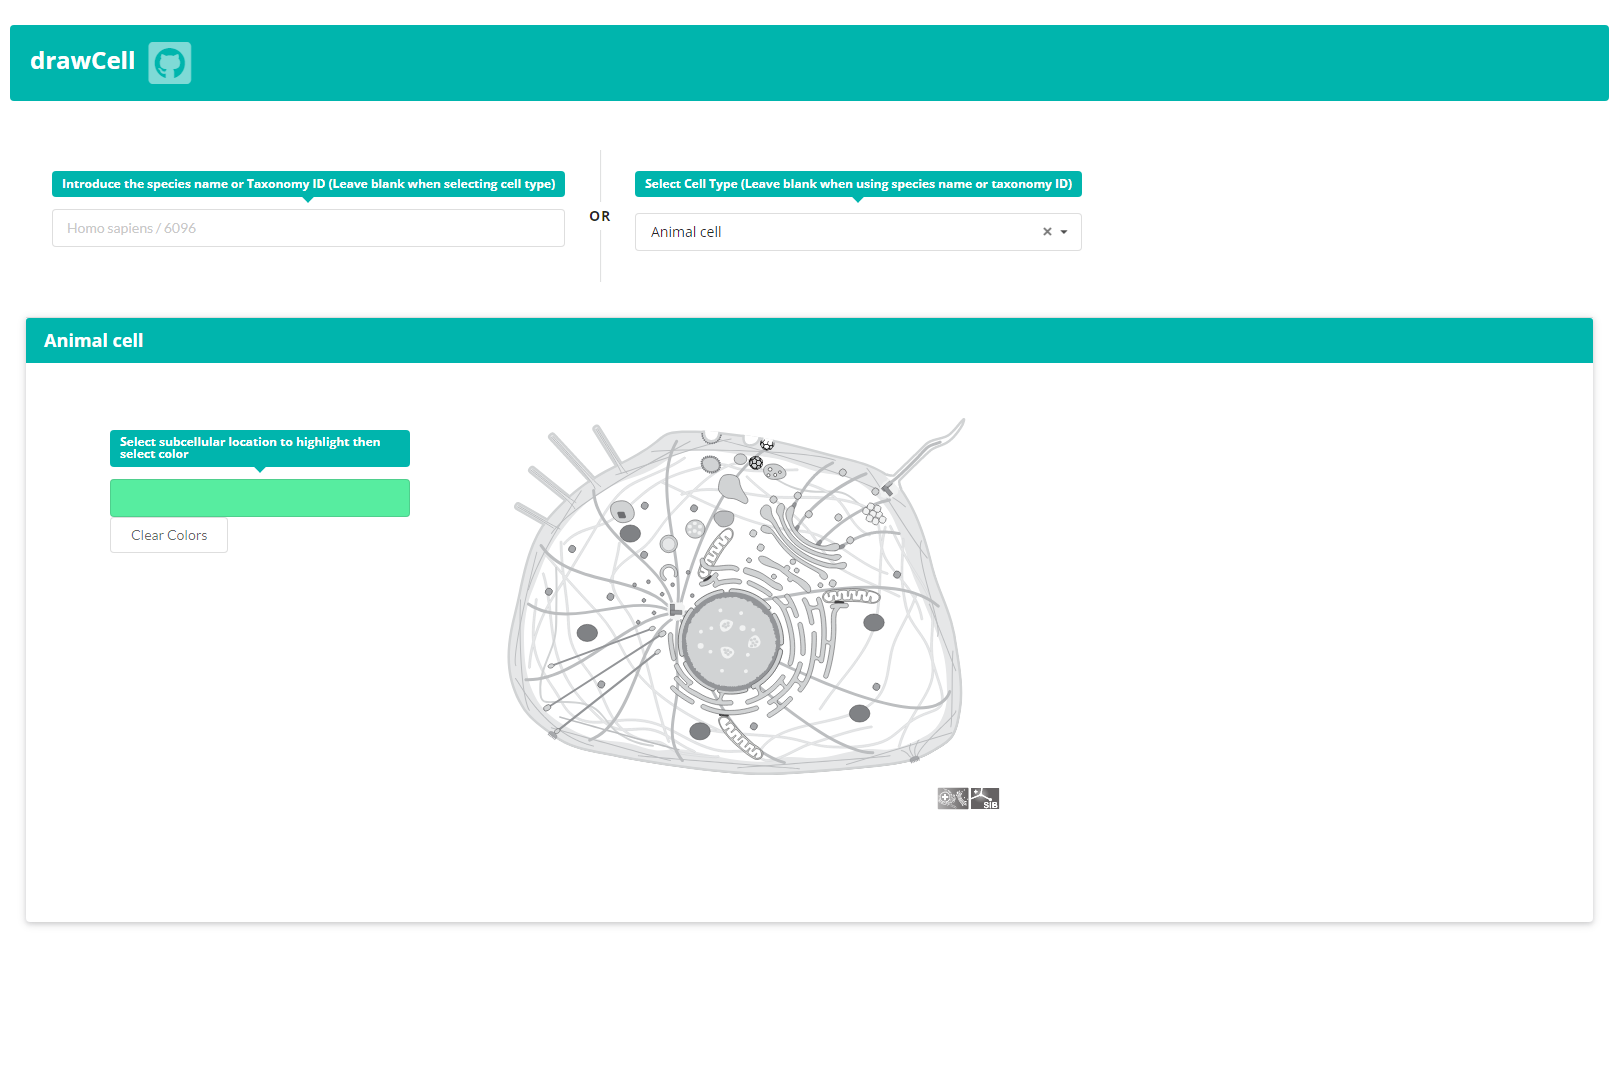 drawCell
Introduce the species name or Taxonomy ID (Leave blank when selecting cell type)
Homo sapiens / 6096
OR
Select Cell Type (Leave blank when using species name or taxonomy ID)
Animal cell
Animal cell
Select subcellular location to highlight then
select color
Clear Colors
SIB